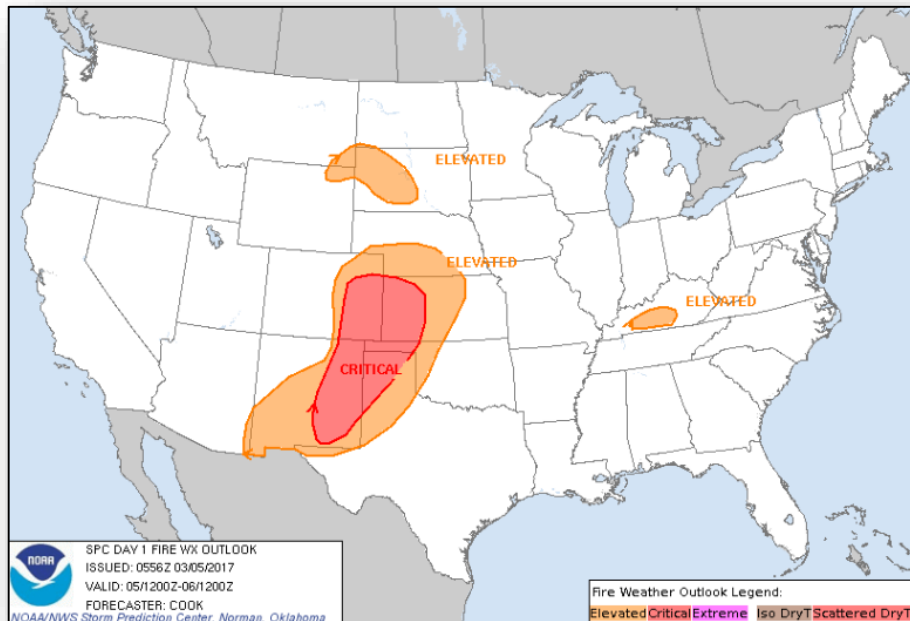 ELEVATED
ELEVATED
ELEVATED
CRITICAL
NOAA
SPC DAY 1 FIRE WX OUTLOOK
ISSUED: 0556Z 03/05/2017
VALID: 05/1200Z-06/1200Z
FORECASTER: COOK
NOAA/NWS Storm Prediction Center, Norman, Oklahoma
Fire Weather Outlook Legend:
Elevated Critical Extreme Iso DryT Scattered DryT